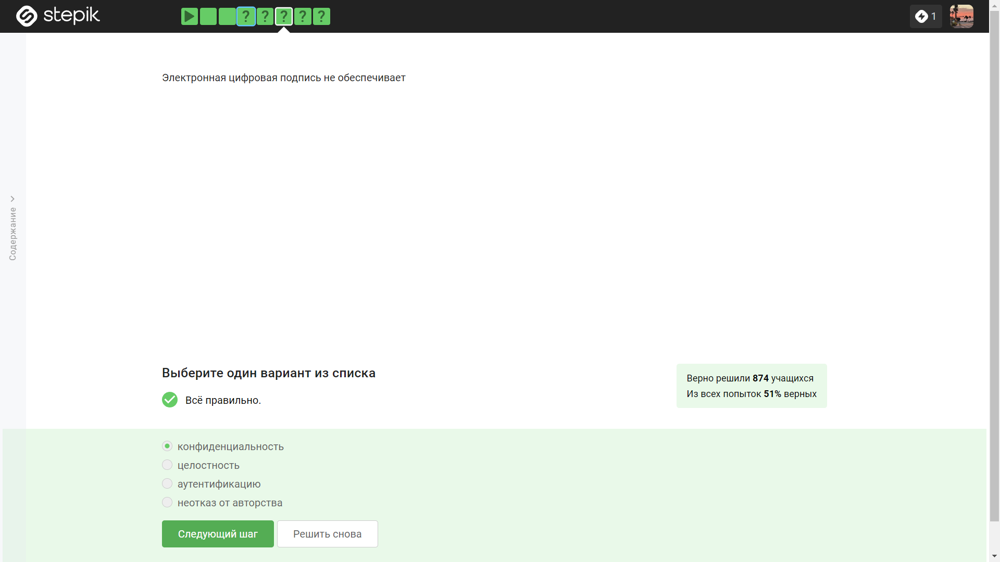 stepik
? ? ? ? ?
1
Содержание
Электронная цифровая подпись не обеспечивает
Выберите один вариант из списка
Всё правильно.
Верно решили 874 учащихся
Из всех попыток 51% верных
конфиденциальность
целостность
аутентификацию
неотказ от авторства
Следующий шаг
Решить снова